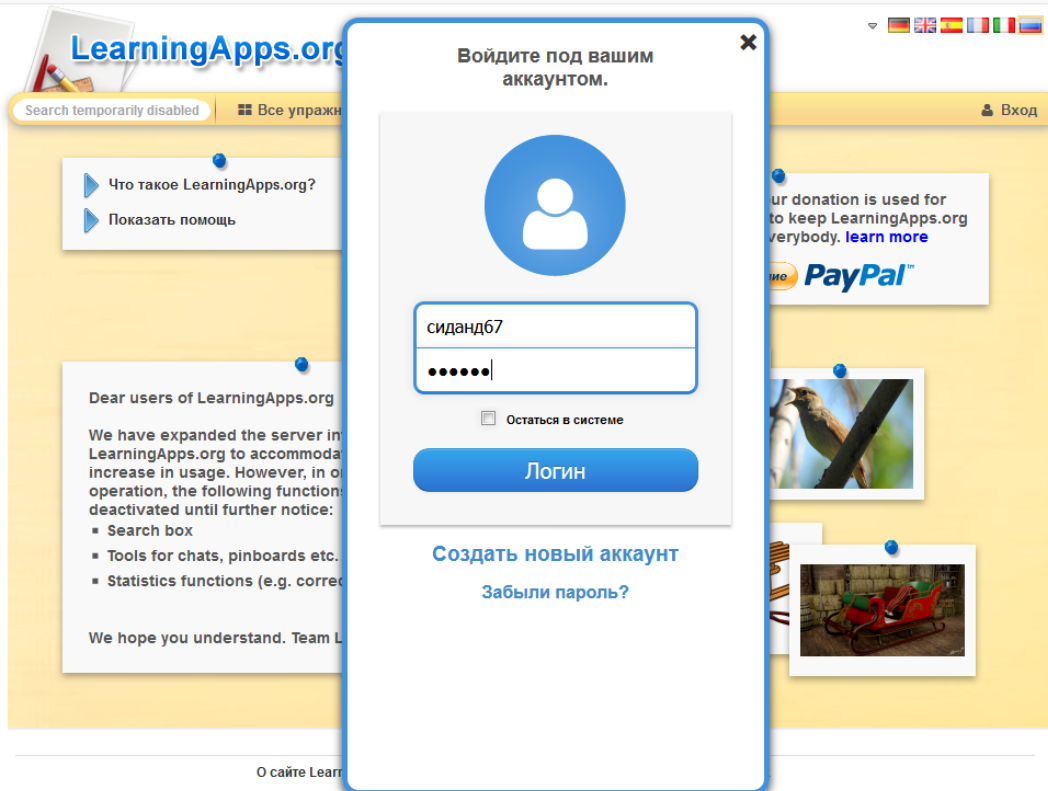 LearningApps.org
Search temporarily disabled
Все упражн
Вход
Что такое LearningApps.org?
Показать помощь
Dear users of LearningApps.org
We have expanded the server in
LearningApps.org to accommoda
increase in usage. However, in o
operation, the following function
deactivated until further notice:
Search box
Tools for chats, pinboards etc.
Statistics functions (e.g. correc
We hope you understand. Team L
Войдите под вашим
аккаунтом.
сиданд67
••••••
Остаться в системе
Логин
Создать новый аккаунт
Забыли пароль?
ur donation is used for
to keep LearningApps.org
verybody. learn more
ие PayPal™
О сайте Learn